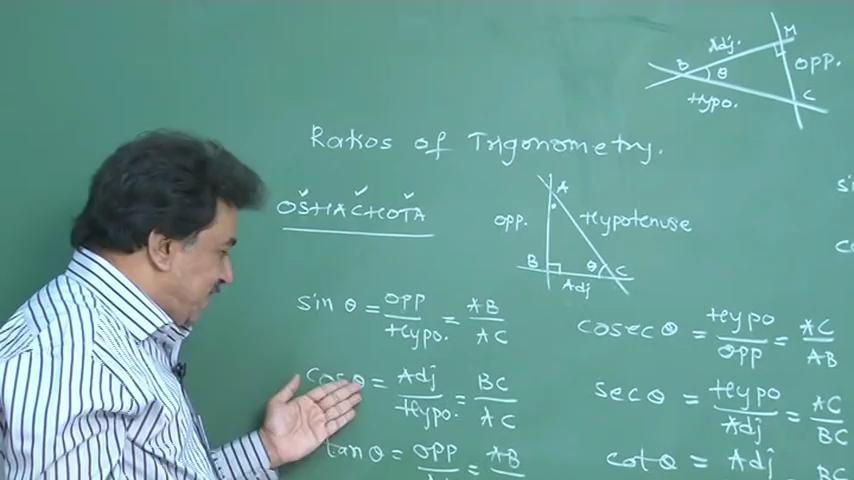 M
Adj.
B θ OPP.
Hypo. C
Ratios of Trigonometry.
OSHACHOTA
A
OPP. Hypotenuse
B θ C
Adj
sin θ = OPP / Hypo. = AB / AC
cosec θ = Hypo / OPP = AC / AB
cos θ = Adj / Hypo. = BC / AC
sec θ = Hypo / Adj = AC / BC
tan θ = OPP = AB
cot θ = Adj = BC